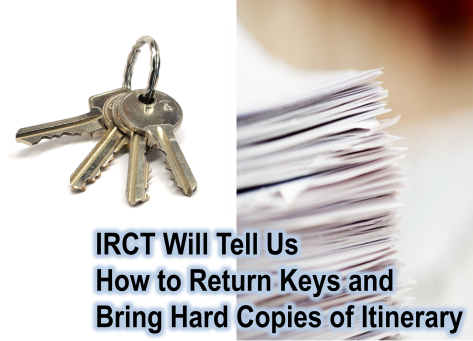 IRCT Will Tell Us
How to Return Keys and
Bring Hard Copies of Itinerary